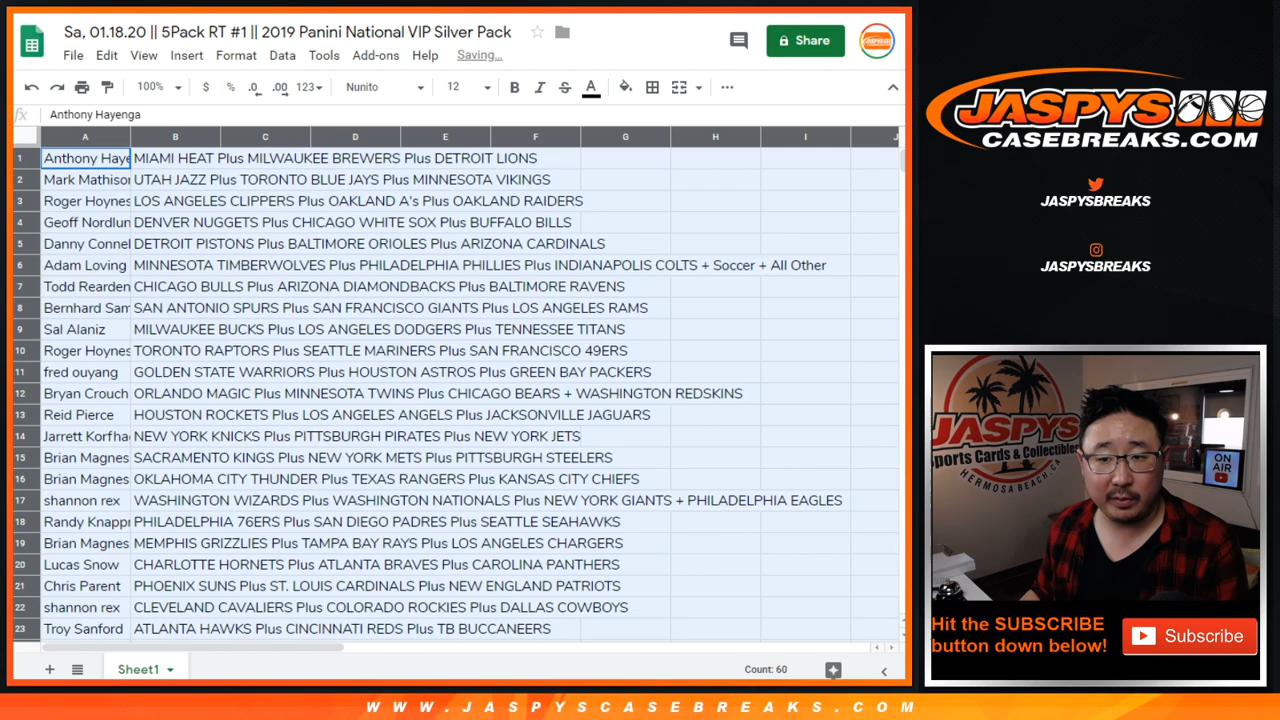 Sa, 01.18.20 || 5Pack RT #1 || 2019 Panini National VIP Silver Pack
Share
File Edit View Insert Format Data Tools Add-ons Help Saving...
100% $ % .0 .00 123 Nunito 12 B I S A
fx Anthony Hayenga
A B C D E F G H I J
1 Anthony Haye MIAMI HEAT Plus MILWAUKEE BREWERS Plus DETROIT LIONS
2 Mark Mathison UTAH JAZZ Plus TORONTO BLUE JAYS Plus MINNESOTA VIKINGS
3 Roger Hoynes LOS ANGELES CLIPPERS Plus OAKLAND A's Plus OAKLAND RAIDERS
4 Geoff Nordlun DENVER NUGGETS Plus CHICAGO WHITE SOX Plus BUFFALO BILLS
5 Danny Connel DETROIT PISTONS Plus BALTIMORE ORIOLES Plus ARIZONA CARDINALS
6 Adam Loving MINNESOTA TIMBERWOLVES Plus PHILADELPHIA PHILLIES Plus INDIANAPOLIS COLTS + Soccer + All Other
7 Todd Rearden CHICAGO BULLS Plus ARIZONA DIAMONDBACKS Plus BALTIMORE RAVENS
8 Bernhard Sam SAN ANTONIO SPURS Plus SAN FRANCISCO GIANTS Plus LOS ANGELES RAMS
9 Sal Alaniz MILWAUKEE BUCKS Plus LOS ANGELES DODGERS Plus TENNESSEE TITANS
10 Roger Hoynes TORONTO RAPTORS Plus SEATTLE MARINERS Plus SAN FRANCISCO 49ERS
11 fred ouyang GOLDEN STATE WARRIORS Plus HOUSTON ASTROS Plus GREEN BAY PACKERS
12 Bryan Crouch ORLANDO MAGIC Plus MINNESOTA TWINS Plus CHICAGO BEARS + WASHINGTON REDSKINS
13 Reid Pierce HOUSTON ROCKETS Plus LOS ANGELES ANGELS Plus JACKSONVILLE JAGUARS
14 Jarrett Korfha NEW YORK KNICKS Plus PITTSBURGH PIRATES Plus NEW YORK JETS
15 Brian Magnes SACRAMENTO KINGS Plus NEW YORK METS Plus PITTSBURGH STEELERS
16 Brian Magnes OKLAHOMA CITY THUNDER Plus TEXAS RANGERS Plus KANSAS CITY CHIEFS
17 shannon rex WASHINGTON WIZARDS Plus WASHINGTON NATIONALS Plus NEW YORK GIANTS + PHILADELPHIA EAGLES
18 Randy Knappm PHILADELPHIA 76ERS Plus SAN DIEGO PADRES Plus SEATTLE SEAHAWKS
19 Brian Magnes MEMPHIS GRIZZLIES Plus TAMPA BAY RAYS Plus LOS ANGELES CHARGERS
20 Lucas Snow CHARLOTTE HORNETS Plus ATLANTA BRAVES Plus CAROLINA PANTHERS
21 Chris Parent PHOENIX SUNS Plus ST. LOUIS CARDINALS Plus NEW ENGLAND PATRIOTS
22 shannon rex CLEVELAND CAVALIERS Plus COLORADO ROCKIES Plus DALLAS COWBOYS
23 Troy Sanford ATLANTA HAWKS Plus CINCINNATI REDS Plus TB BUCCANEERS
Sheet1 Count: 60
JASPYS
CASEBREAKS.COM
JASPYSBREAKS
JASPYSBREAKS
JASPYS
Sports Cards & Collectibles
HERMOSA BEACH, CA
ON AIR
Hit the SUBSCRIBE
button down below!
Subscribe
WWW.JASPYSCASEBREAKS.COM